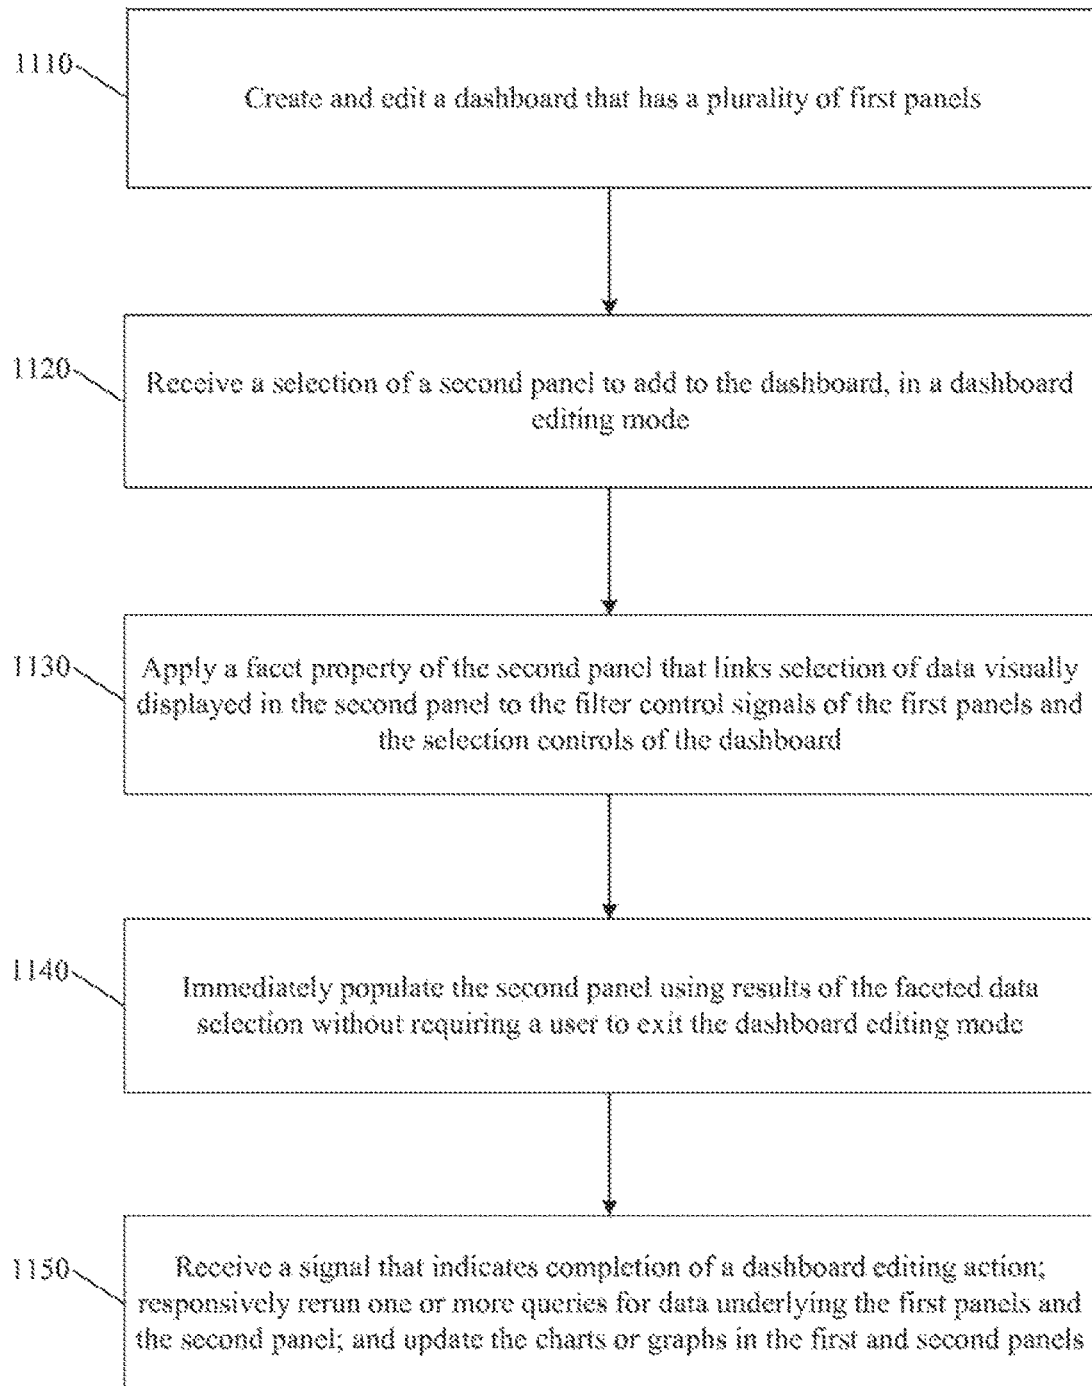 1110
Create and edit a dashboard that has a plurality of first panels
1120
Receive a selection of a second panel to add to the dashboard, in a dashboard
editing mode
1130
Apply a facet property of the second panel that links selection of data visually
displayed in the second panel to the filter control signals of the first panels and
the selection controls of the dashboard
1140
Immediately populate the second panel using results of the faceted data
selection without requiring a user to exit the dashboard editing mode
1150
Receive a signal that indicates completion of a dashboard editing action;
responsively rerun one or more queries for data underlying the first panels and
the second panel; and update the charts or graphs in the first and second panels